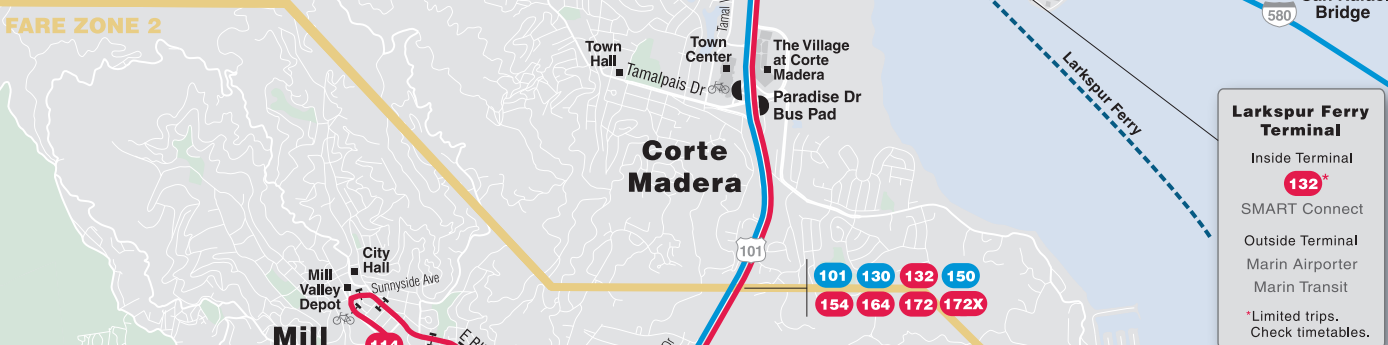 FARE ZONE 2
Town
Hall
Tamalpais Dr
Town
Center
The Village
at Corte
Madera
Paradise Dr
Bus Pad
Corte
Madera
101
City
Hall
Mill
Valley
Depot
Sunnyside Ave
Mill
101 130 132 150
154 164 172 172X
Larkspur Ferry
580
Bridge
Larkspur Ferry
Terminal
Inside Terminal
132*
SMART Connect
Outside Terminal
Marin Airporter
Marin Transit
*Limited trips.
Check timetables.